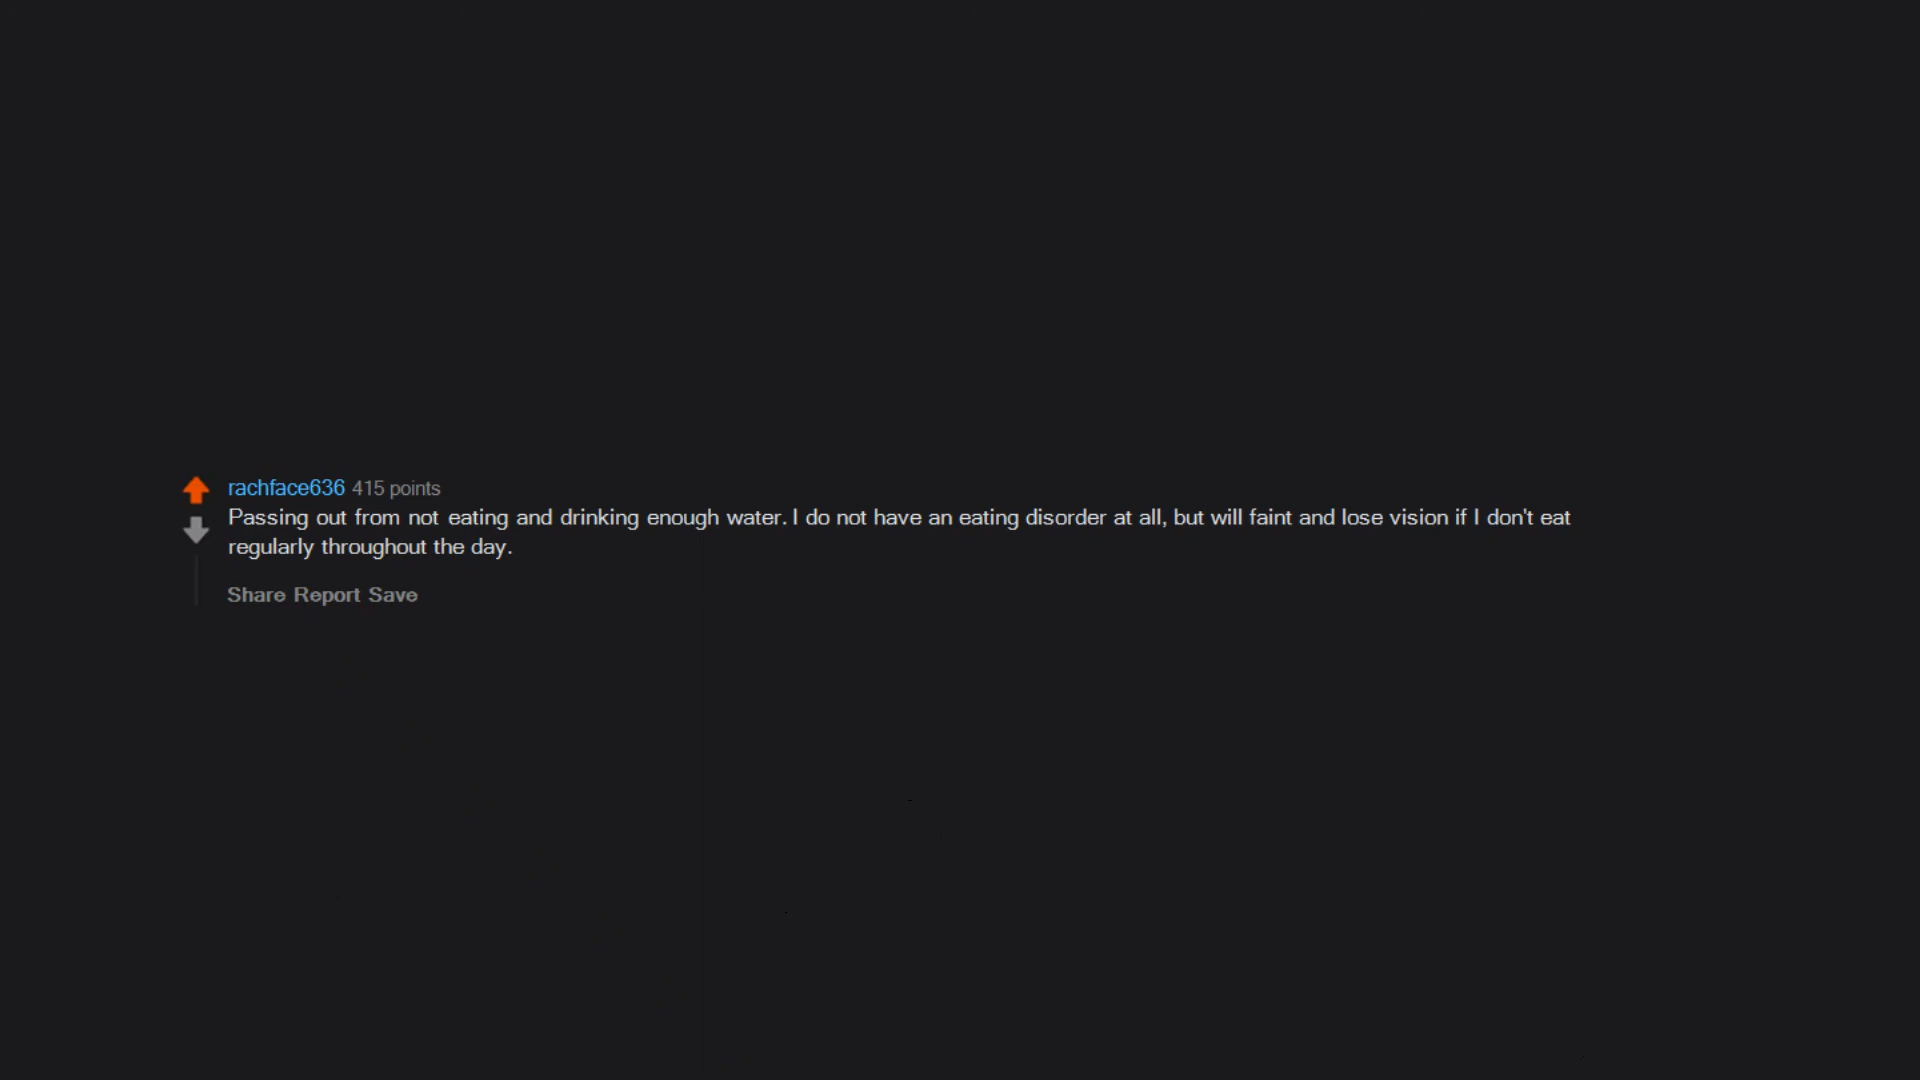 rachface636 415 points
Passing out from not eating and drinking enough water. I do not have an eating disorder at all, but will faint and lose vision if I don't eat
regularly throughout the day.
Share Report Save